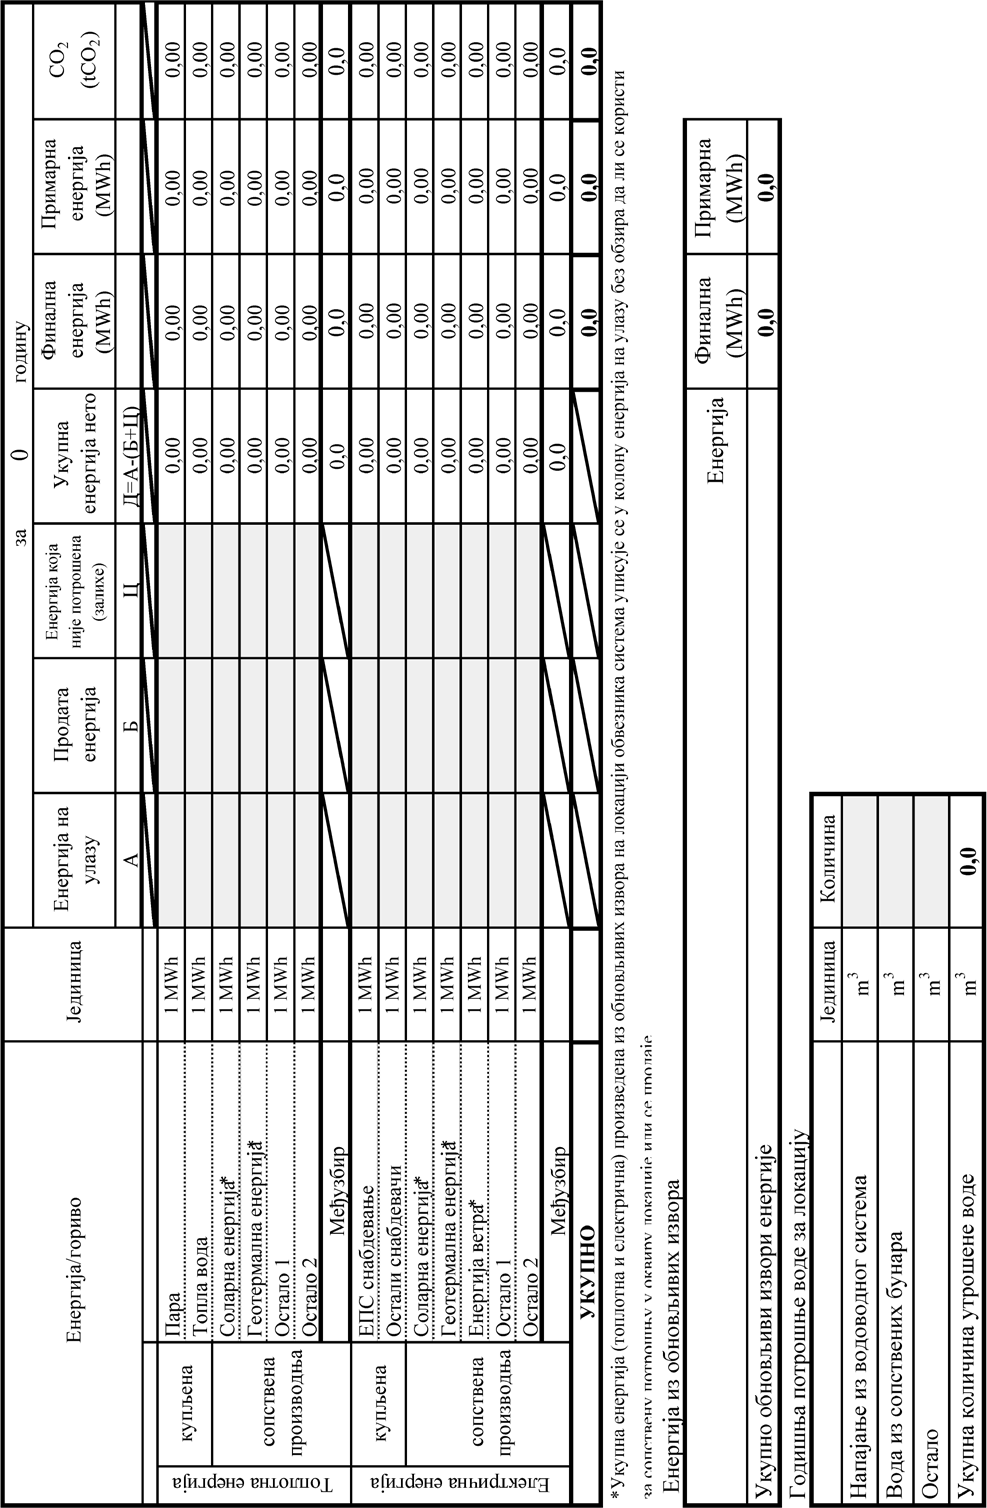 Енергија/гориво Јединица за 0 годину
Енергија на улазу Продата енергија Енергија која није потрошена (залихе) Укупна енергија нето Финална енергија (MWh) Примарна енергија (MWh) CO2 (tCO2)
А Б Ц Д=А-(Б+Ц)
Топлотна енергија
купљена
Пара 1 MWh 0,00 0,00 0,00 0,00
Топла вода 1 MWh 0,00 0,00 0,00 0,00
сопствена производња
Соларна енергија* 1 MWh 0,00 0,00 0,00 0,00
Геотермална енергија* 1 MWh 0,00 0,00 0,00 0,00
Остало 1 1 MWh 0,00 0,00 0,00 0,00
Остало 2 1 MWh 0,00 0,00 0,00 0,00
Међузбир 0,0 0,0 0,0 0,0
Електрична енергија
купљена
ЕПС снабдевање 1 MWh 0,00 0,00 0,00 0,00
Остали снабдевачи 1 MWh 0,00 0,00 0,00 0,00
сопствена производња
Соларна енергија* 1 MWh 0,00 0,00 0,00 0,00
Геотермална енергија* 1 MWh 0,00 0,00 0,00 0,00
Енергија ветра* 1 MWh 0,00 0,00 0,00 0,00
Остало 1 1 MWh 0,00 0,00 0,00 0,00
Остало 2 1 MWh 0,00 0,00 0,00 0,00
Међузбир 0,0 0,0 0,0 0,0
УКУПНО 0,0 0,0 0,0
*Укупна енергија (топлотна и електрична) произведена из обновљивих извора на локацији обвезника система уписује се у колону енергија на улазу без обзира да ли се користи
за сопствену потрошњу у оквиру локације или се продаје
Енергија из обновљивих извора
Енергија Финална (MWh) Примарна (MWh)
Укупно обновљиви извори енергије 0,0 0,0
Годишња потрошње воде за локацију
Јединица Количина
Напајање из водоводног система m3
Вода из сопствених бунара m3
Остало m3
Укупна количина утрошене воде m3 0,0